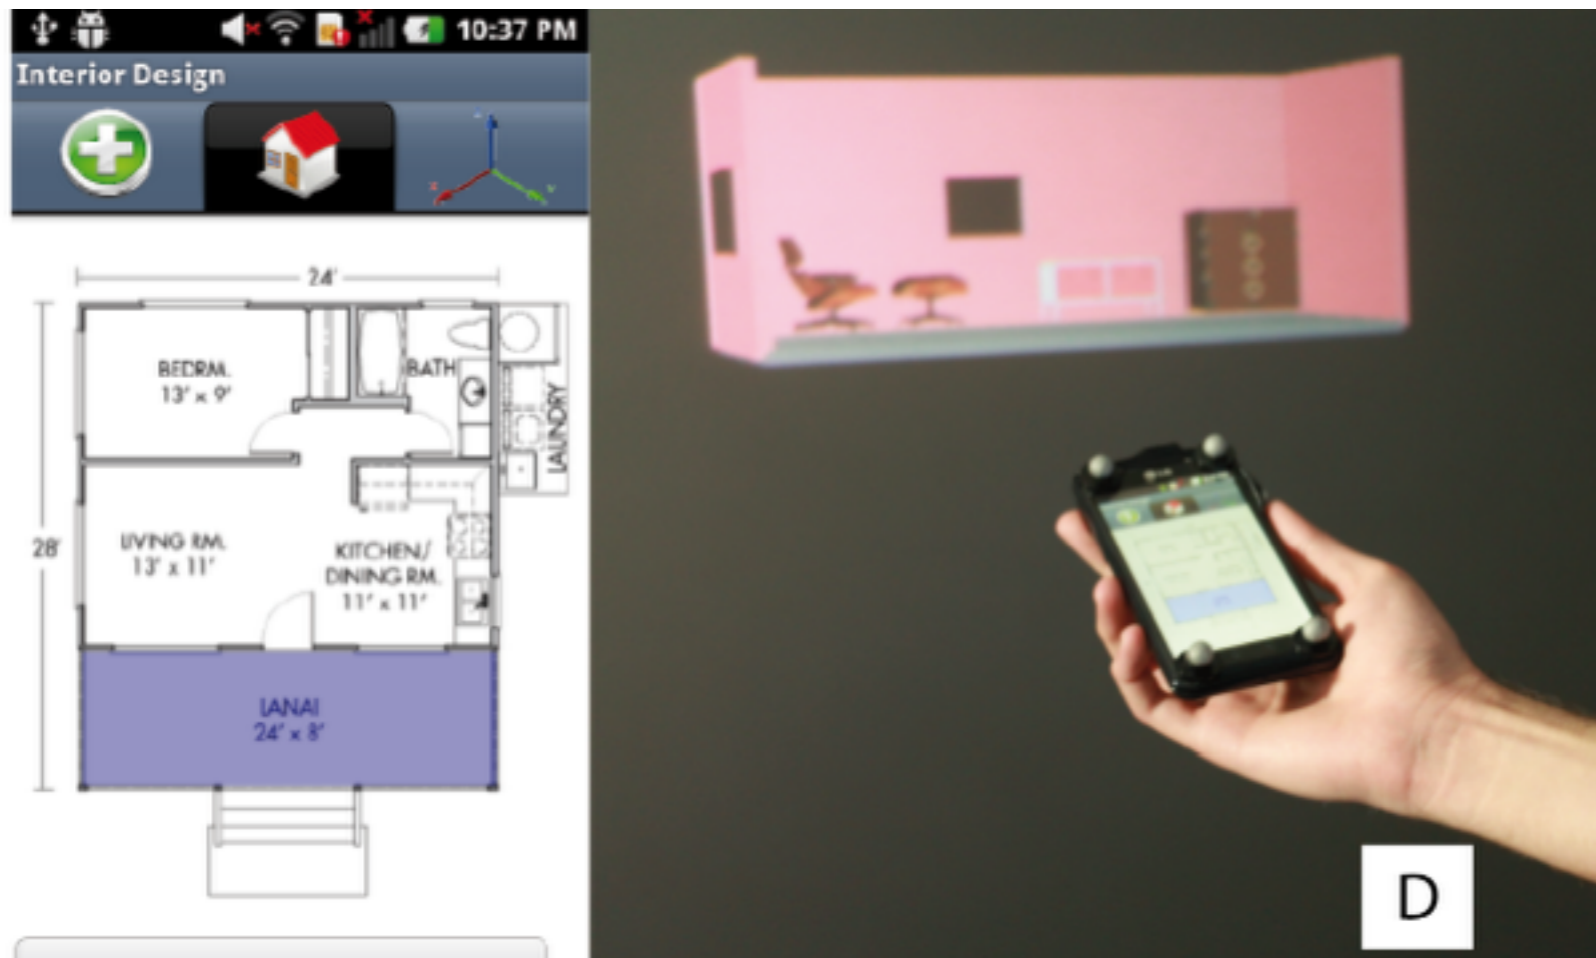 10:37 PM
Interior Design
24'
BEDRM.
13' x 9'
BATH
LAUNDRY
28'
LIVING RM.
13' x 11'
KITCHEN/
DINING RM.
11' x 11'
LANAI
24' x 8'
D